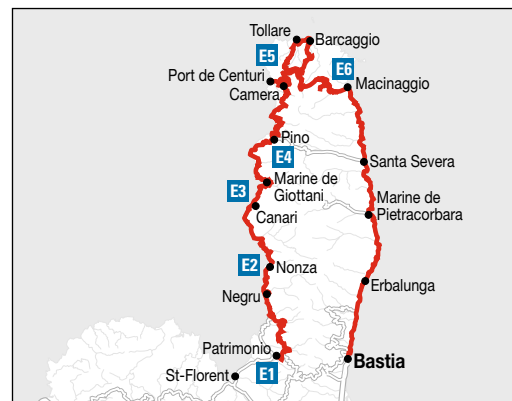 Tollare
Barcaggio
E5
Port de Centuri
E6
Camera
Macinaggio
Pino
E4
Santa Severa
Marine de
Giottani
E3
Marine de
Pietracorbara
Canari
E2
Nonza
Erbalunga
Negru
Patrimonio
Bastia
St-Florent
E1